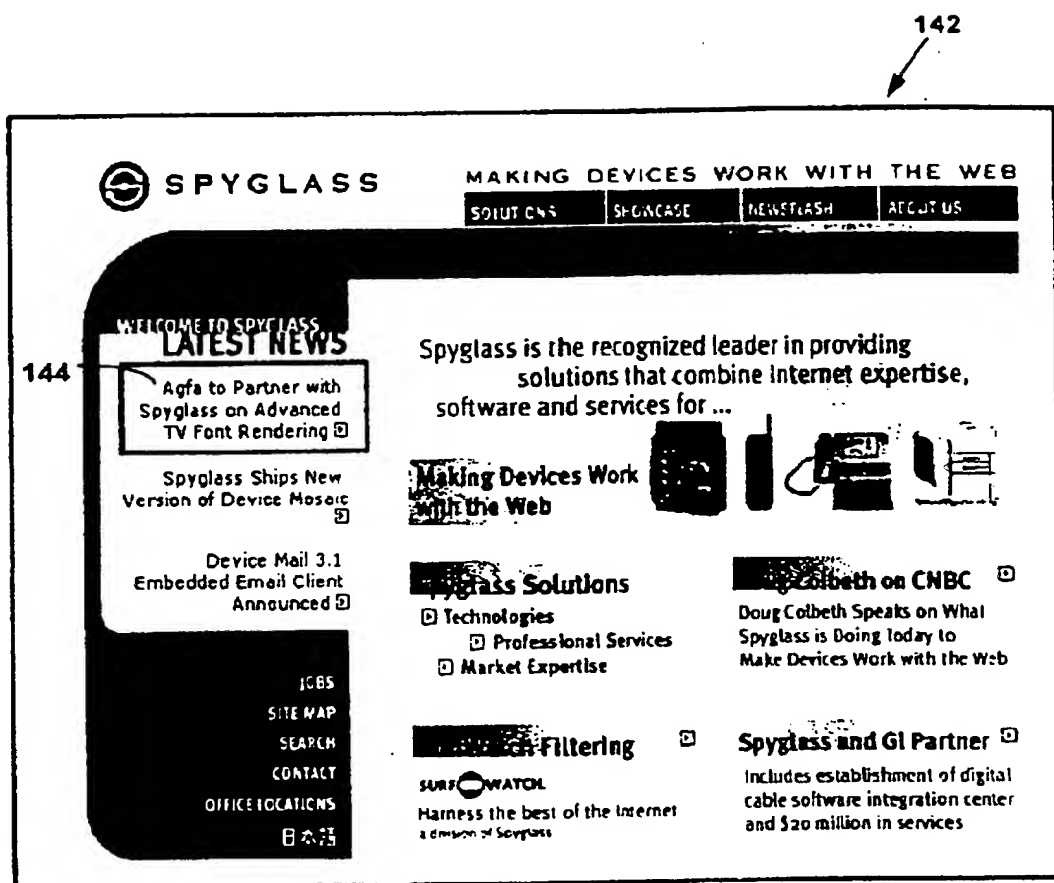 142
SPYGLASS
MAKING DEVICES WORK WITH THE WEB
SOLUTIONS SHOWCASE NEWSFLASH ABOUT US
WELCOME TO SPYGLASS
LATEST NEWS
144
Agfa to Partner with
Spyglass on Advanced
TV Font Rendering
Spyglass Ships New
Version of Device Mosaic
Device Mail 3.1
Embedded Email Client
Announced
JOBS
SITE MAP
SEARCH
CONTACT
OFFICE LOCATIONS
日本語
Spyglass is the recognized leader in providing
solutions that combine Internet expertise,
software and services for ...
Making Devices Work
with the Web
Spyglass Solutions
Technologies
Professional Services
Market Expertise
Colbeth on CNBC
Doug Colbeth Speaks on What
Spyglass is Doing Today to
Make Devices Work with the Web
Filtering
SURFWATCH
Harness the best of the Internet
a division of Spyglass
Spyglass and GI Partner
Includes establishment of digital
cable software integration center
and $20 million in services